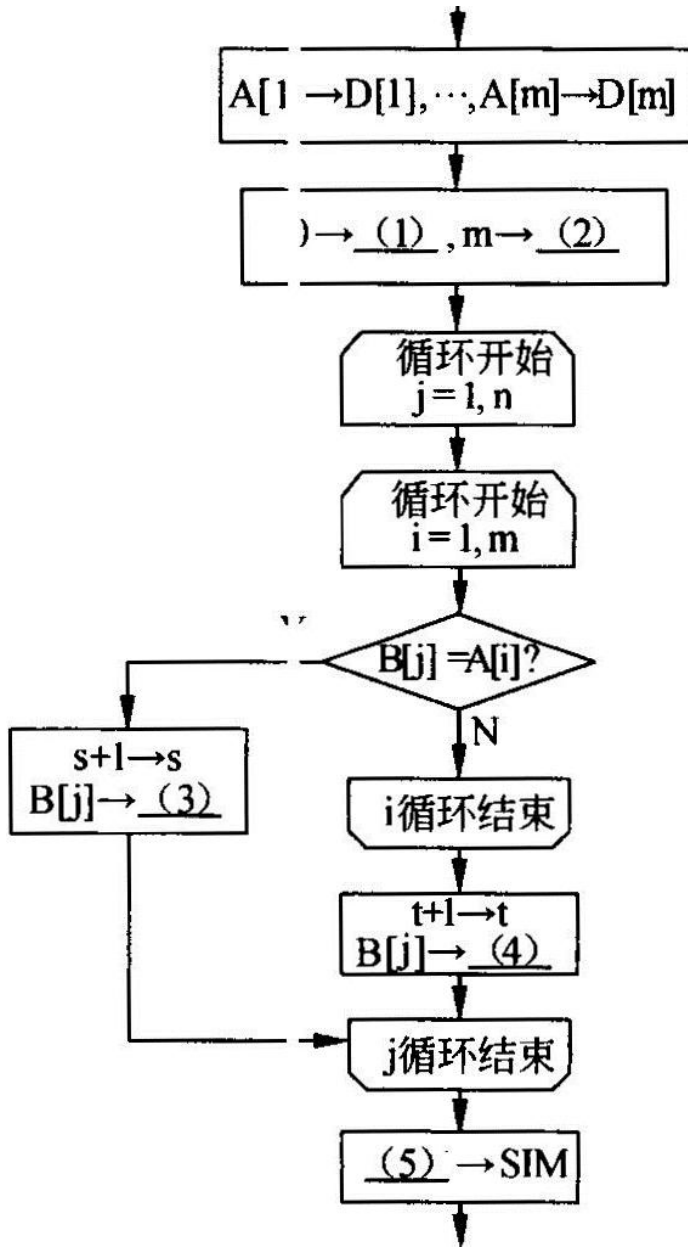 A[1 →D[1],⋯,A[m]→D[m]
)→ (1) ,m→ (2)
循环开始
j=1,n
循环开始
i=1,m
B[j]=A[i]?
N
s+1→s
B[j]→ (3)
i循环结束
t+1→t
B[j]→ (4)
j循环结束
(5) →SIM